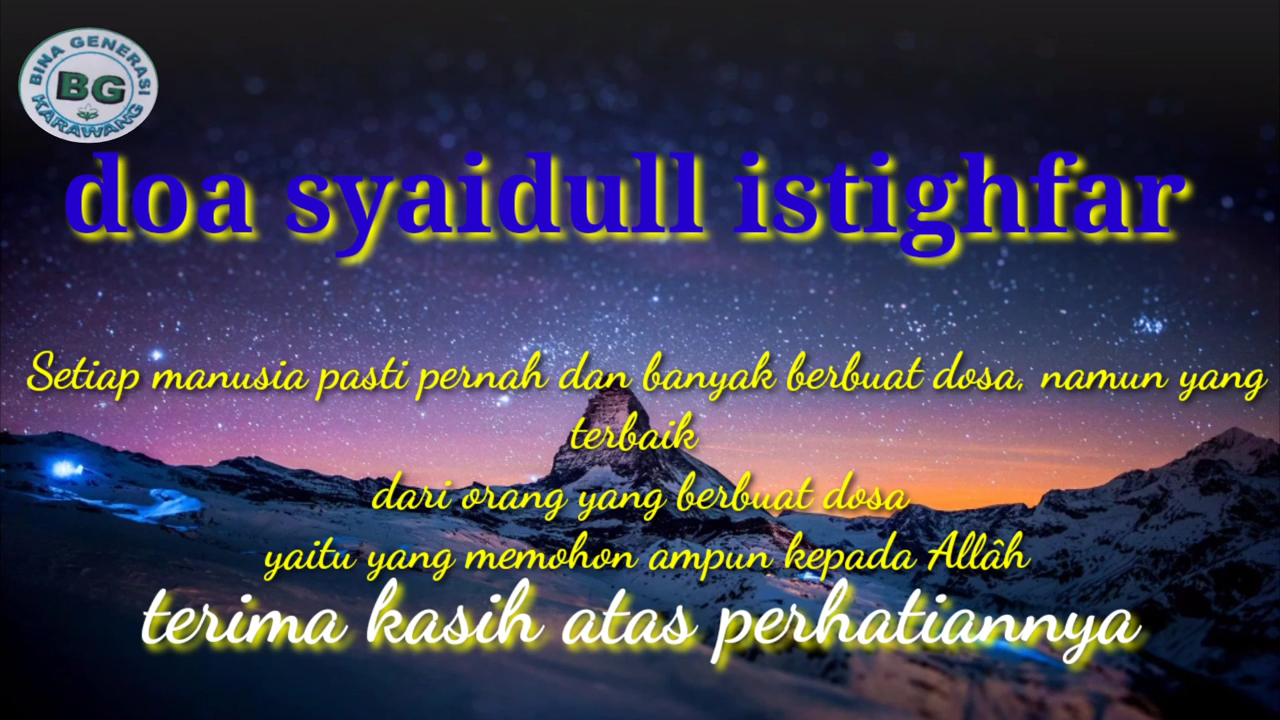 BINA GENERASI
BG
KARAWANG
doa syaidull istighfar
Setiap manusia pasti pernah dan banyak berbuat dosa, namun yang
terbaik
dari orang yang berbuat dosa
yaitu yang memohon ampun kepada Allâh
terima kasih atas perhatiannya